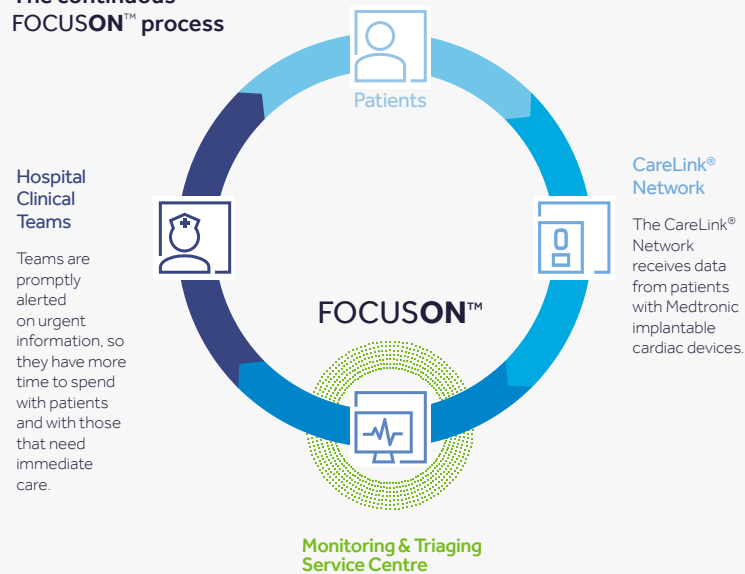 The continuous
FOCUSON™ process
Patients
Hospital
Clinical
Teams
Teams are
promptly
alerted
on urgent
information, so
they have more
time to spend
with patients
and with those
that need
immediate
care.
CareLink®
Network
The CareLink®
Network
receives data
from patients
with Medtronic
implantable
cardiac devices.
FOCUSON™
Monitoring & Triaging
Service Centre